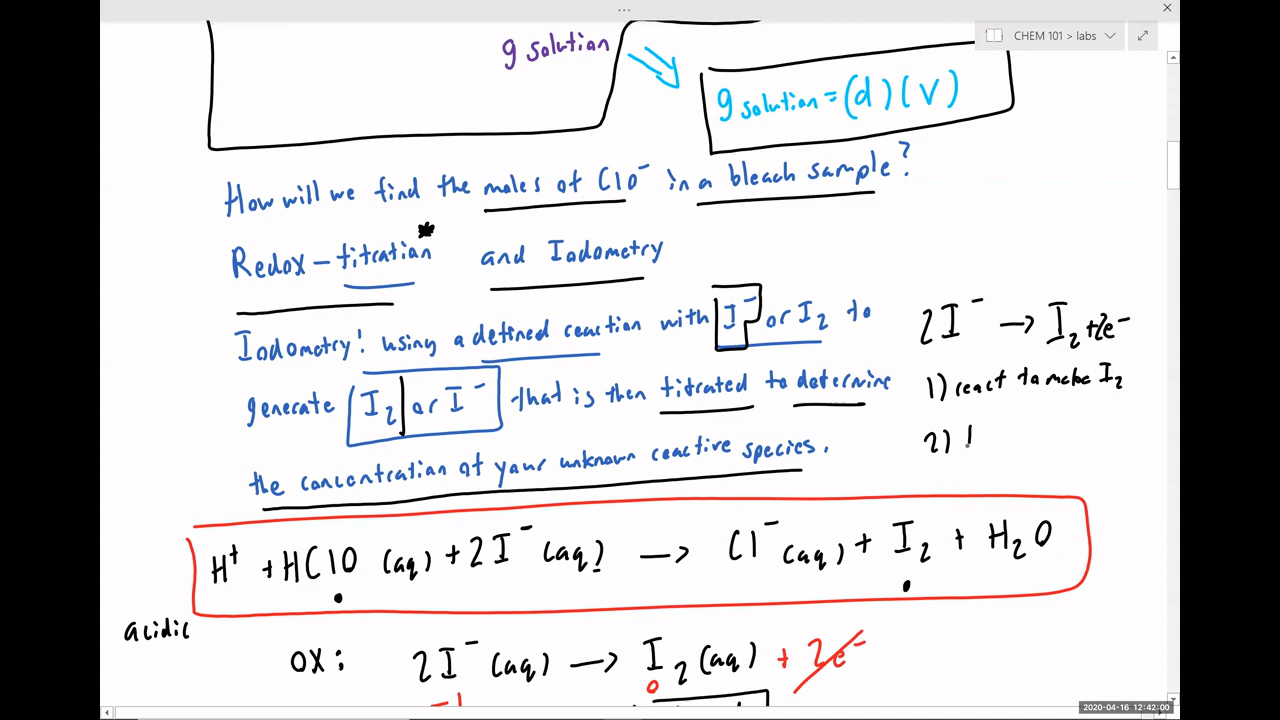 CHEM 101 > labs
g solution
g solution = (d)(V)
How will we find the moles of ClO⁻ in a bleach sample?
Redox – titration* and Iodometry
Iodometry! using a defined reaction with I⁻ or I₂ to
generate I₂ or I⁻ that is then titrated to determine
the concentration of your unknown reactive species.
2I⁻ → I₂ + 2e⁻
1) react to make I₂
2)
H⁺ + HClO (aq) + 2I⁻ (aq) → Cl⁻ (aq) + I₂ + H₂O
acidic
OX: 2I⁻ (aq) → I₂ (aq) + 2e⁻
-1 0
2020-04-16 12:42:00